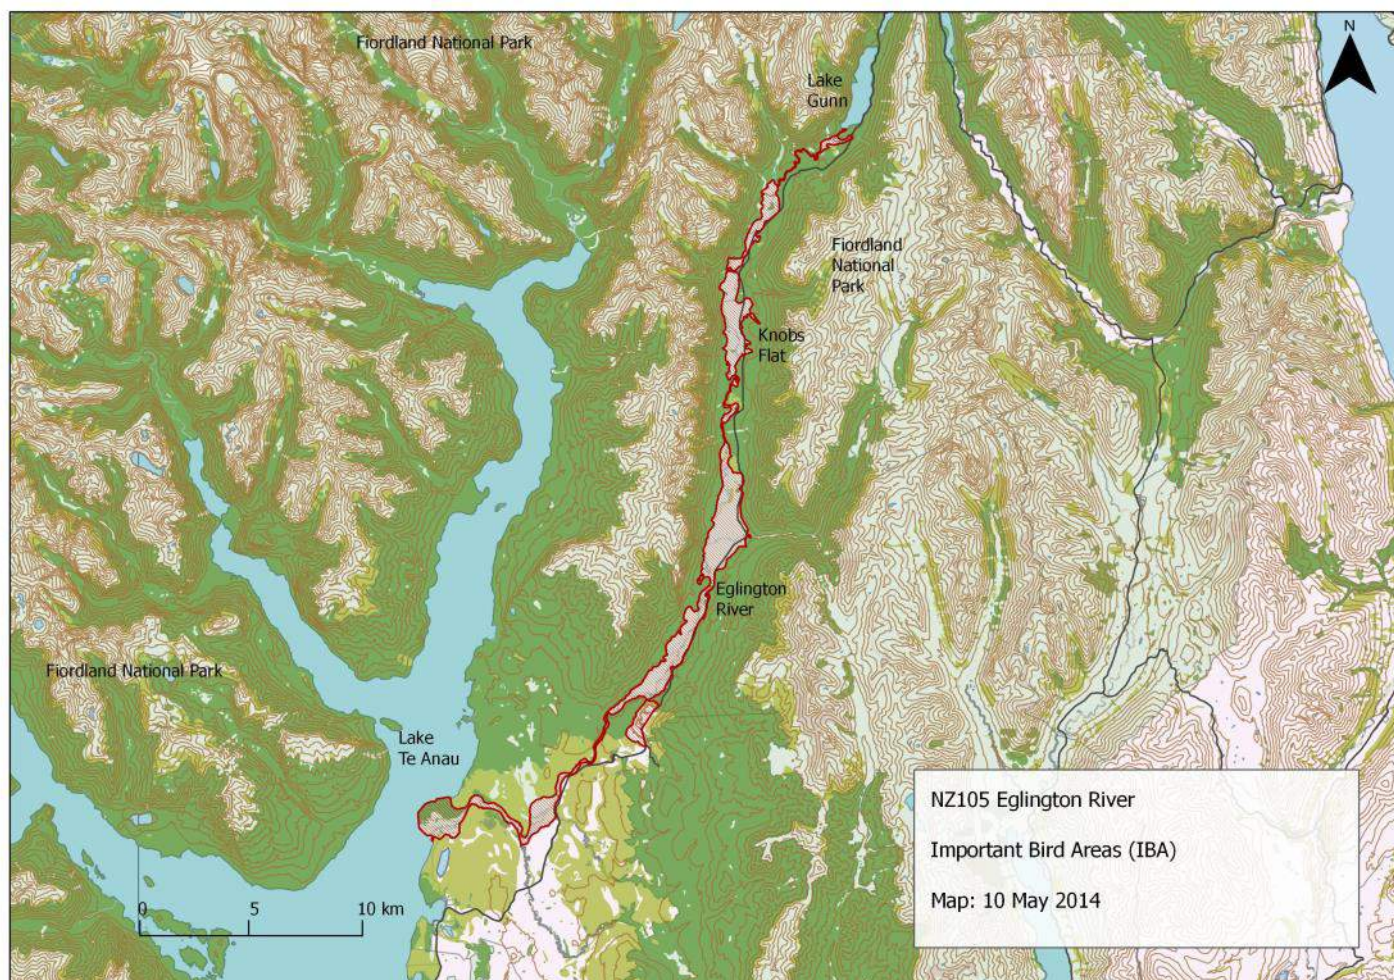 Fiordland National Park
N
Lake
Gunn
Fiordland
National
Park
Knobs
Flat
Eglington
River
Fiordland National Park
Lake
Te Anau
0 5 10 km
NZ105 Eglington River
Important Bird Areas (IBA)
Map: 10 May 2014